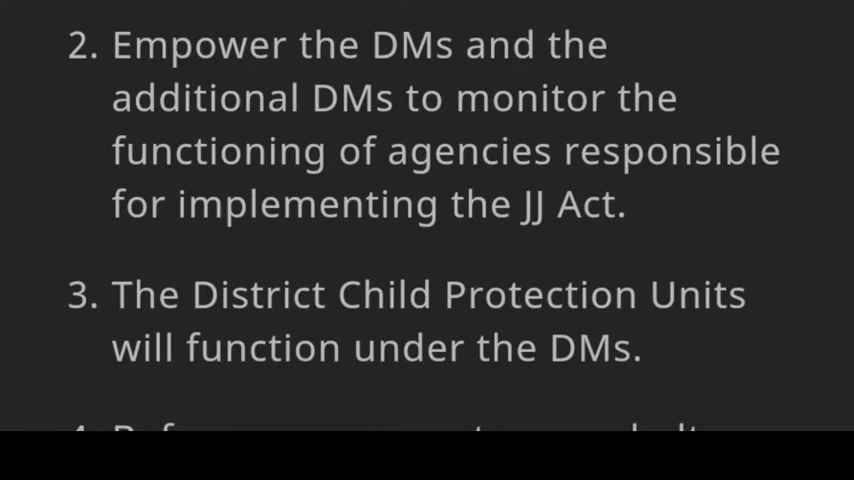 2. Empower the DMs and the
additional DMs to monitor the
functioning of agencies responsible
for implementing the JJ Act.
3. The District Child Protection Units
will function under the DMs.
4.